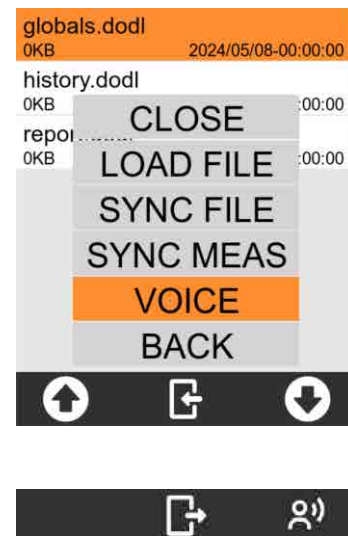 globals.dodl
0KB 2024/05/08-00:00:00
history.dodl
0KB :00:00
CLOSE
0KB :00:00
LOAD FILE
SYNC FILE
SYNC MEAS
VOICE
BACK